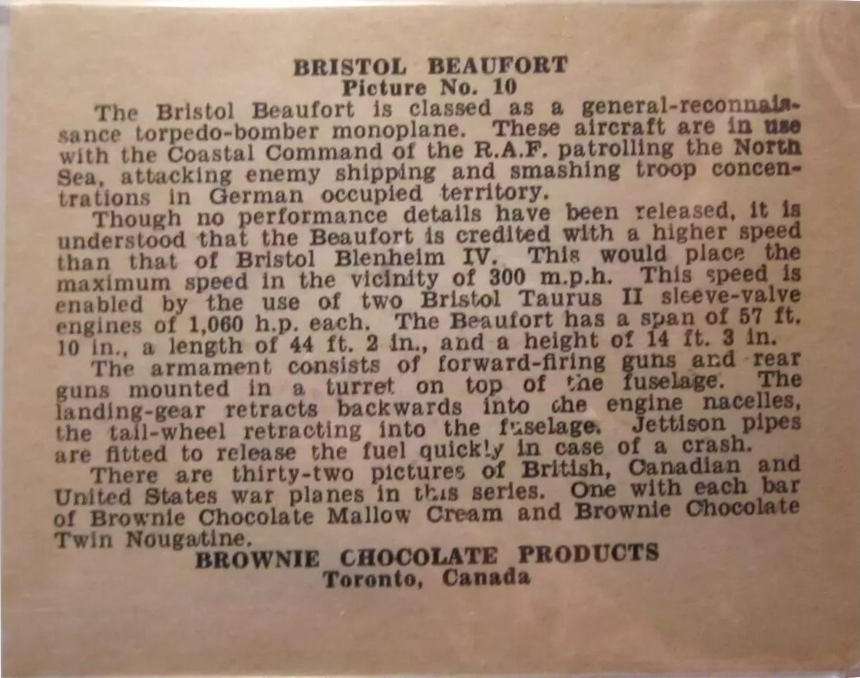 BRISTOL BEAUFORT
Picture No. 10
The Bristol Beaufort is classed as a general-reconnais-
sance torpedo-bomber monoplane. These aircraft are in use
with the Coastal Command of the R.A.F. patrolling the North
Sea, attacking enemy shipping and smashing troop concen-
trations in German occupied territory.
Though no performance details have been released, it is
understood that the Beaufort is credited with a higher speed
than that of Bristol Blenheim IV. This would place the
maximum speed in the vicinity of 300 m.p.h. This speed is
enabled by the use of two Bristol Taurus II sleeve-valve
engines of 1,060 h.p. each. The Beaufort has a span of 57 ft.
10 in., a length of 44 ft. 2 in., and a height of 14 ft. 3 in.
The armament consists of forward-firing guns and rear
guns mounted in a turret on top of the fuselage. The
landing-gear retracts backwards into the engine nacelles,
the tail-wheel retracting into the fuselage. Jettison pipes
are fitted to release the fuel quickly in case of a crash.
There are thirty-two pictures of British, Canadian and
United States war planes in this series. One with each bar
of Brownie Chocolate Mallow Cream and Brownie Chocolate
Twin Nougatine.
BROWNIE CHOCOLATE PRODUCTS
Toronto, Canada